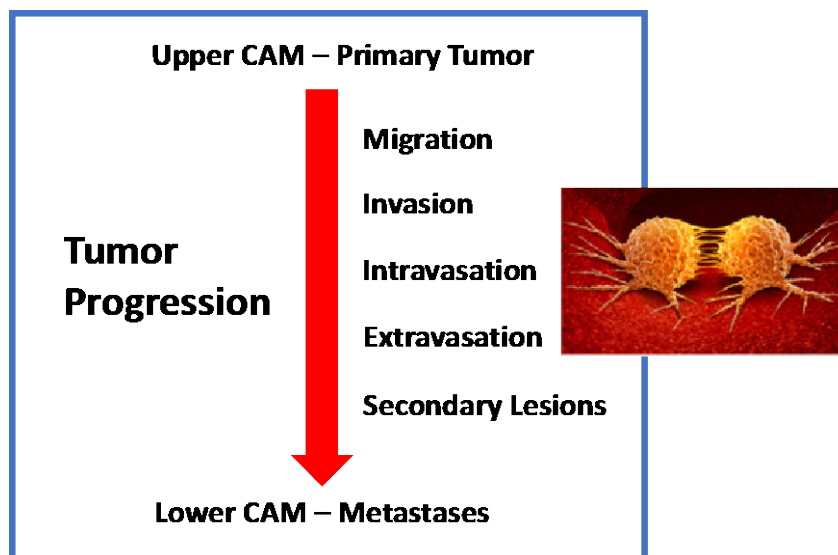 Upper CAM – Primary Tumor
Migration
Invasion
Tumor
Progression
Intravasation
Extravasation
Secondary Lesions
Lower CAM – Metastases